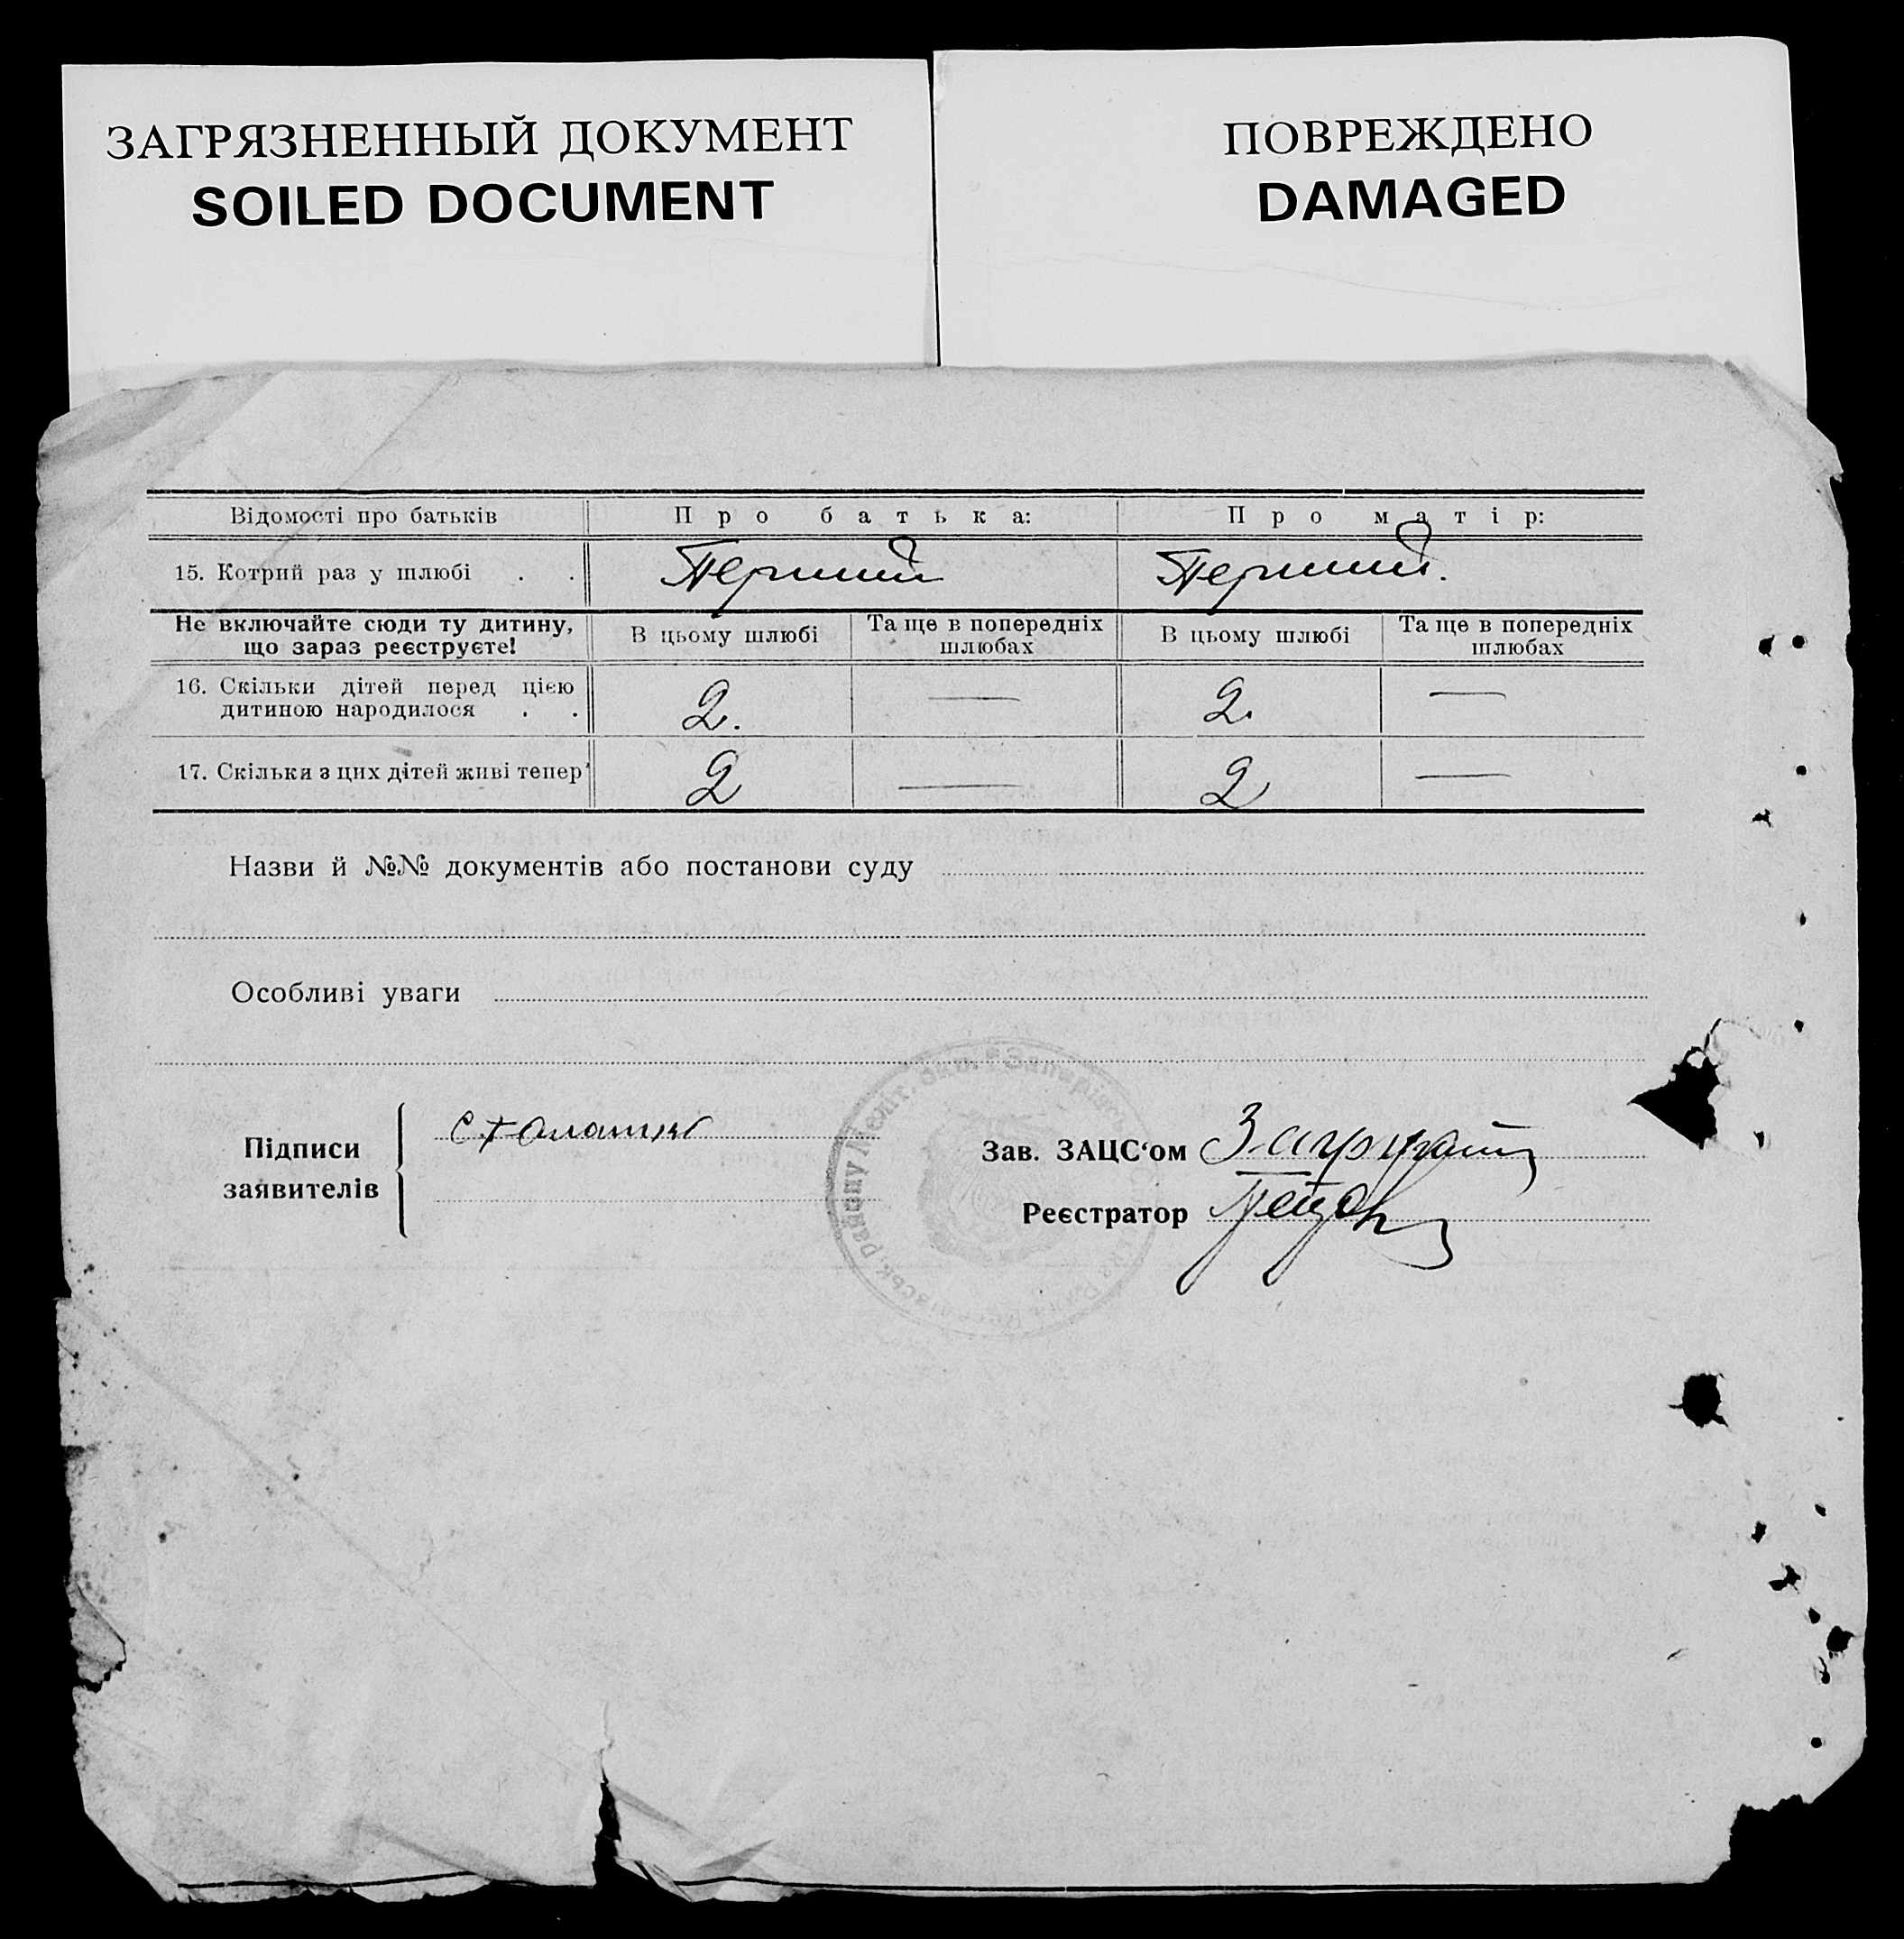 ЗАГРЯЗНЕННЫЙ ДОКУМЕНТ
SOILED DOCUMENT
ПОВРЕЖДЕНО
DAMAGED
Відомості про батьків Про батька: Про матір:
15. Котрий раз у шлюбі . . Перший Перший.
Не включайте сюди ту дитину, що зараз реєструєте! В цьому шлюбі Та ще в попередніх шлюбах В цьому шлюбі Та ще в попередніх шлюбах
16. Скільки дітей перед цією
дитиною народилося . . 2. — 2. —
17. Скільки з цих дітей живі тепер 2 — 2 —
Назви й №№ документів або постанови суду
Особливі уваги
Підписи
заявителів
Зав. ЗАЦС‘ом
Реєстратор
району Меліт. окр.